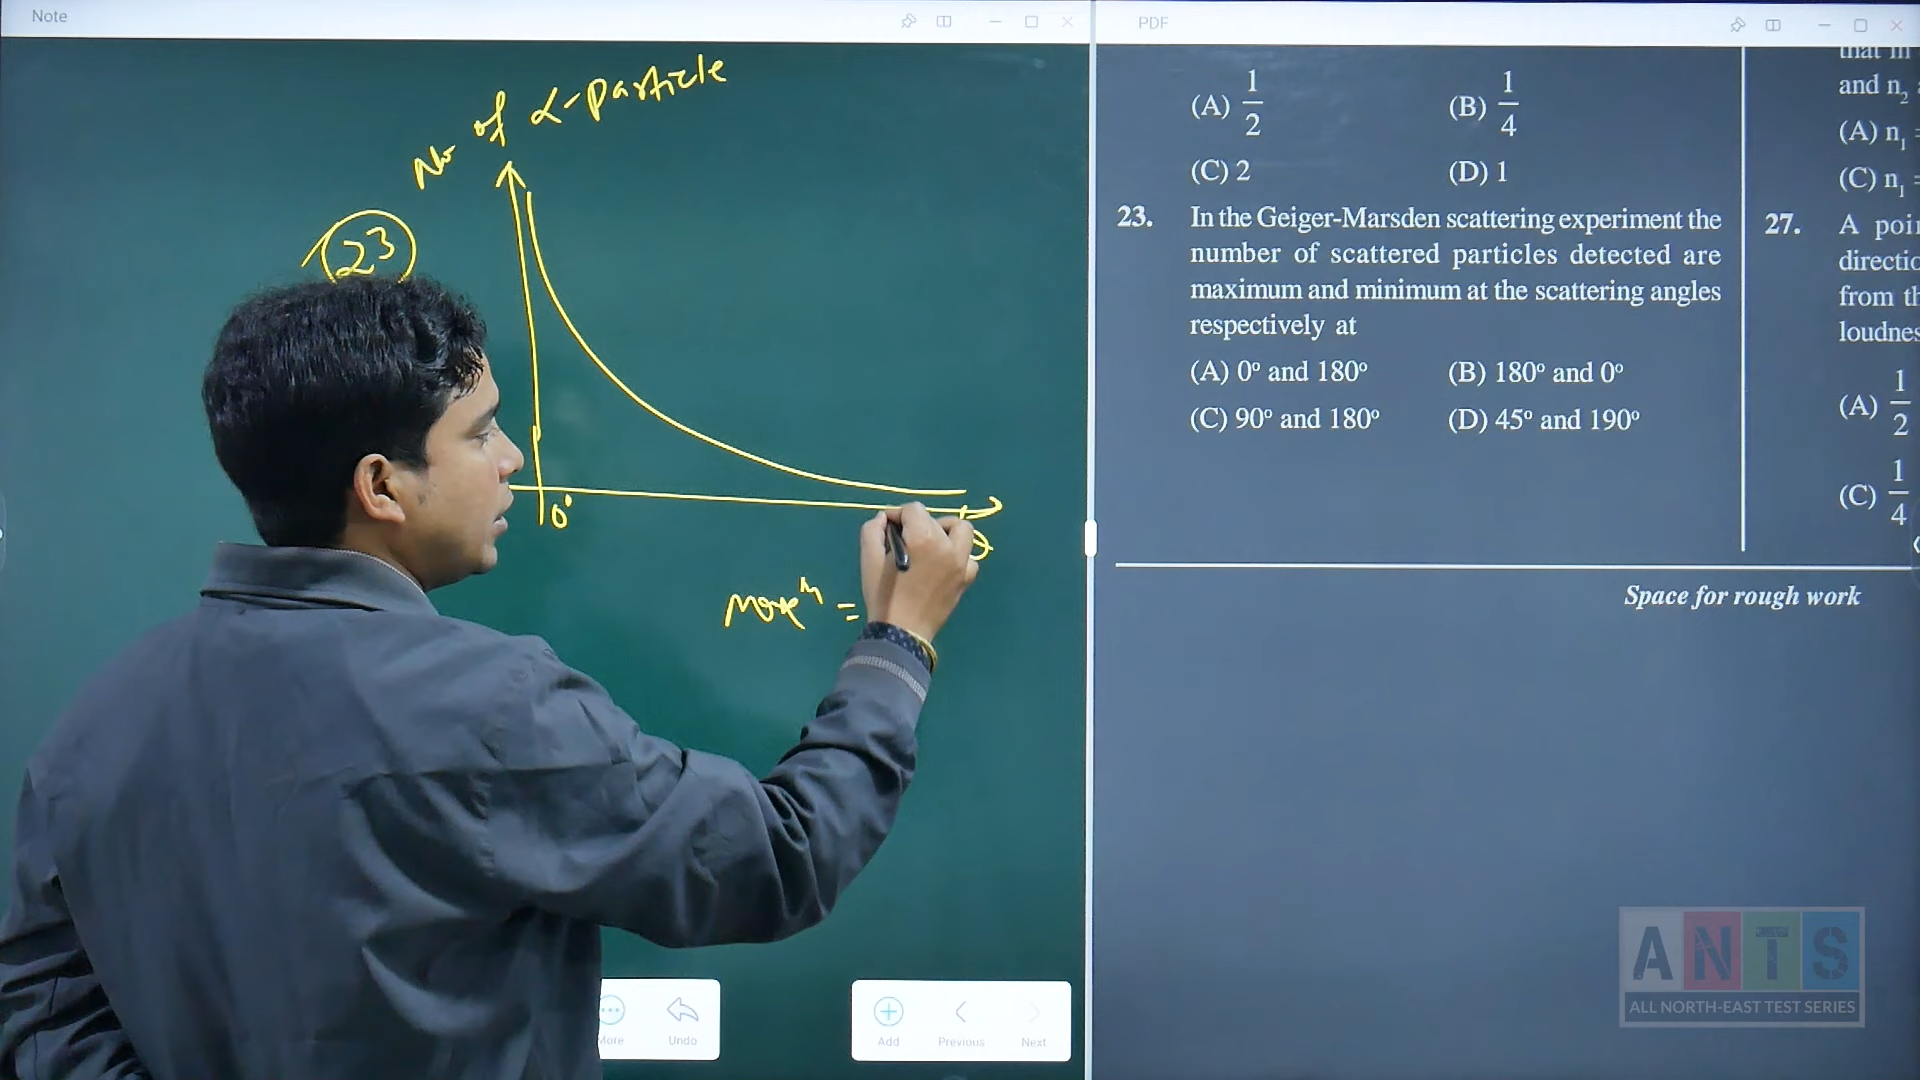 Note
No of α-particle
23
0°
θ
=
More
Undo
Add
Previous
Next
PDF
(A) 1/2
(B) 1/4
(C) 2
(D) 1
23. In the Geiger-Marsden scattering experiment the
number of scattered particles detected are
maximum and minimum at the scattering angles
respectively at
(A) 0° and 180°
(B) 180° and 0°
(C) 90° and 180°
(D) 45° and 190°
that in
and n₂
(A) n₁ =
(C) n₁ =
27. A poi
directio
from th
loudnes
(A) 1/2
(C) 1/4
Space for rough work
ANTS
ALL NORTH-EAST TEST SERIES